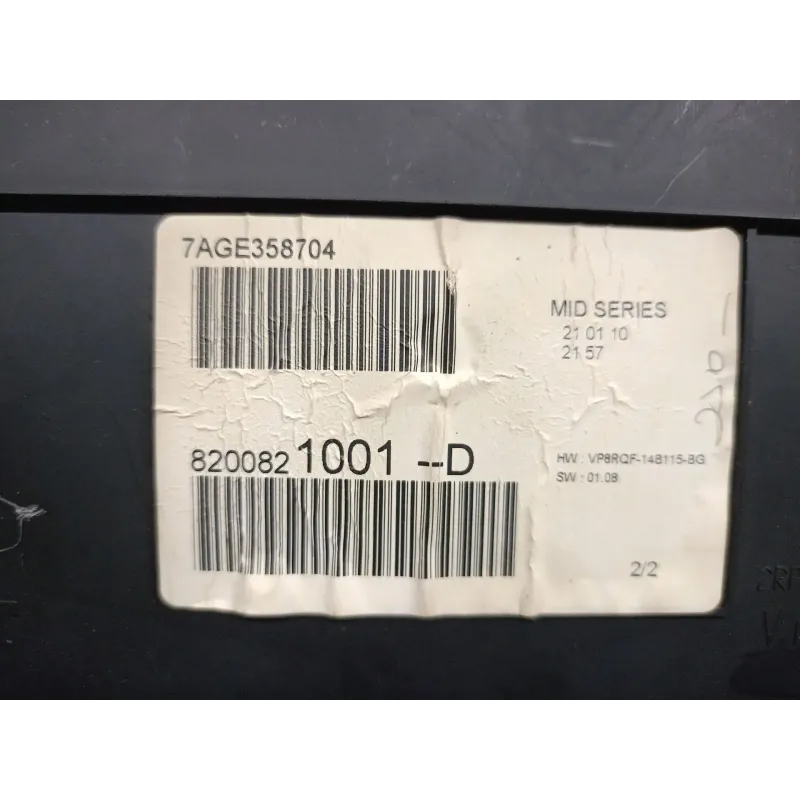 7AGE358704
MID SERIES
21 01 10
21 57
8200821001 --D
HW : VP8RQF-14B115-BG
SW : 01.08
2/2